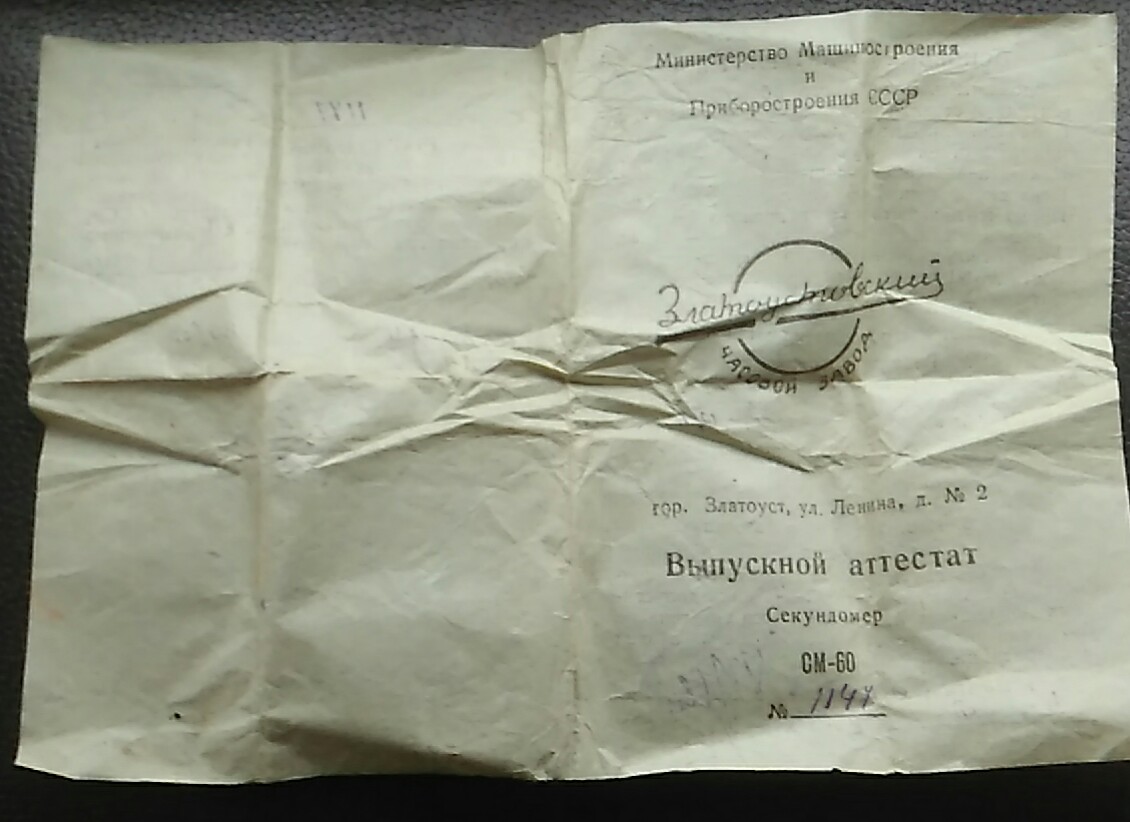 Министерство Машиностроения
и
Приборостроения СССР
Златоустовский
ЧАСОВОЙ ЗАВОД
гор. Златоуст, ул. Ленина, д. № 2
Выпускной аттестат
Секундомер
СМ-60
№ 1147